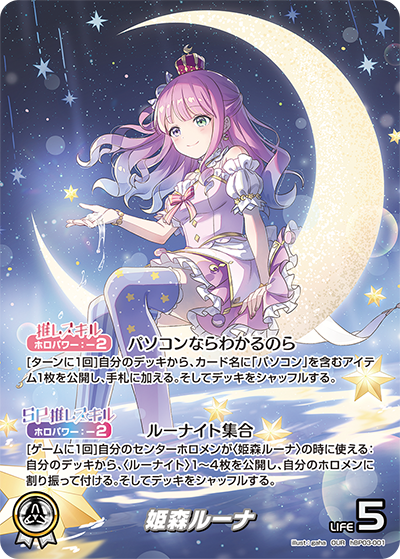 推しスキル
ホロパワー：－2
パソコンならわかるのら
[ターンに1回]自分のデッキから、カード名に「パソコン」を含むアイテ
ム1枚を公開し、手札に加える。そしてデッキをシャッフルする。
SP推しスキル
ホロパワー：－2
ルーナイト集合
[ゲームに1回]自分のセンターホロメンが〈姫森ルーナ〉の時に使える：
自分のデッキから、〈ルーナイト〉1～4枚を公開し、自分のホロメンに
割り振って付ける。そしてデッキをシャッフルする。
姫森ルーナ
LIFE 5
illust: gaha OUR hBP05-001